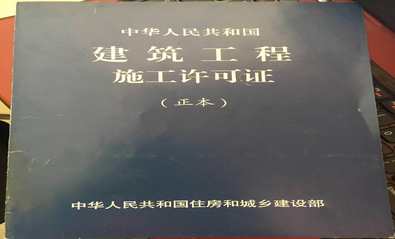 中华人民共和国
建筑工程
施工许可证
（正本）
中华人民共和国住房和城乡建设部